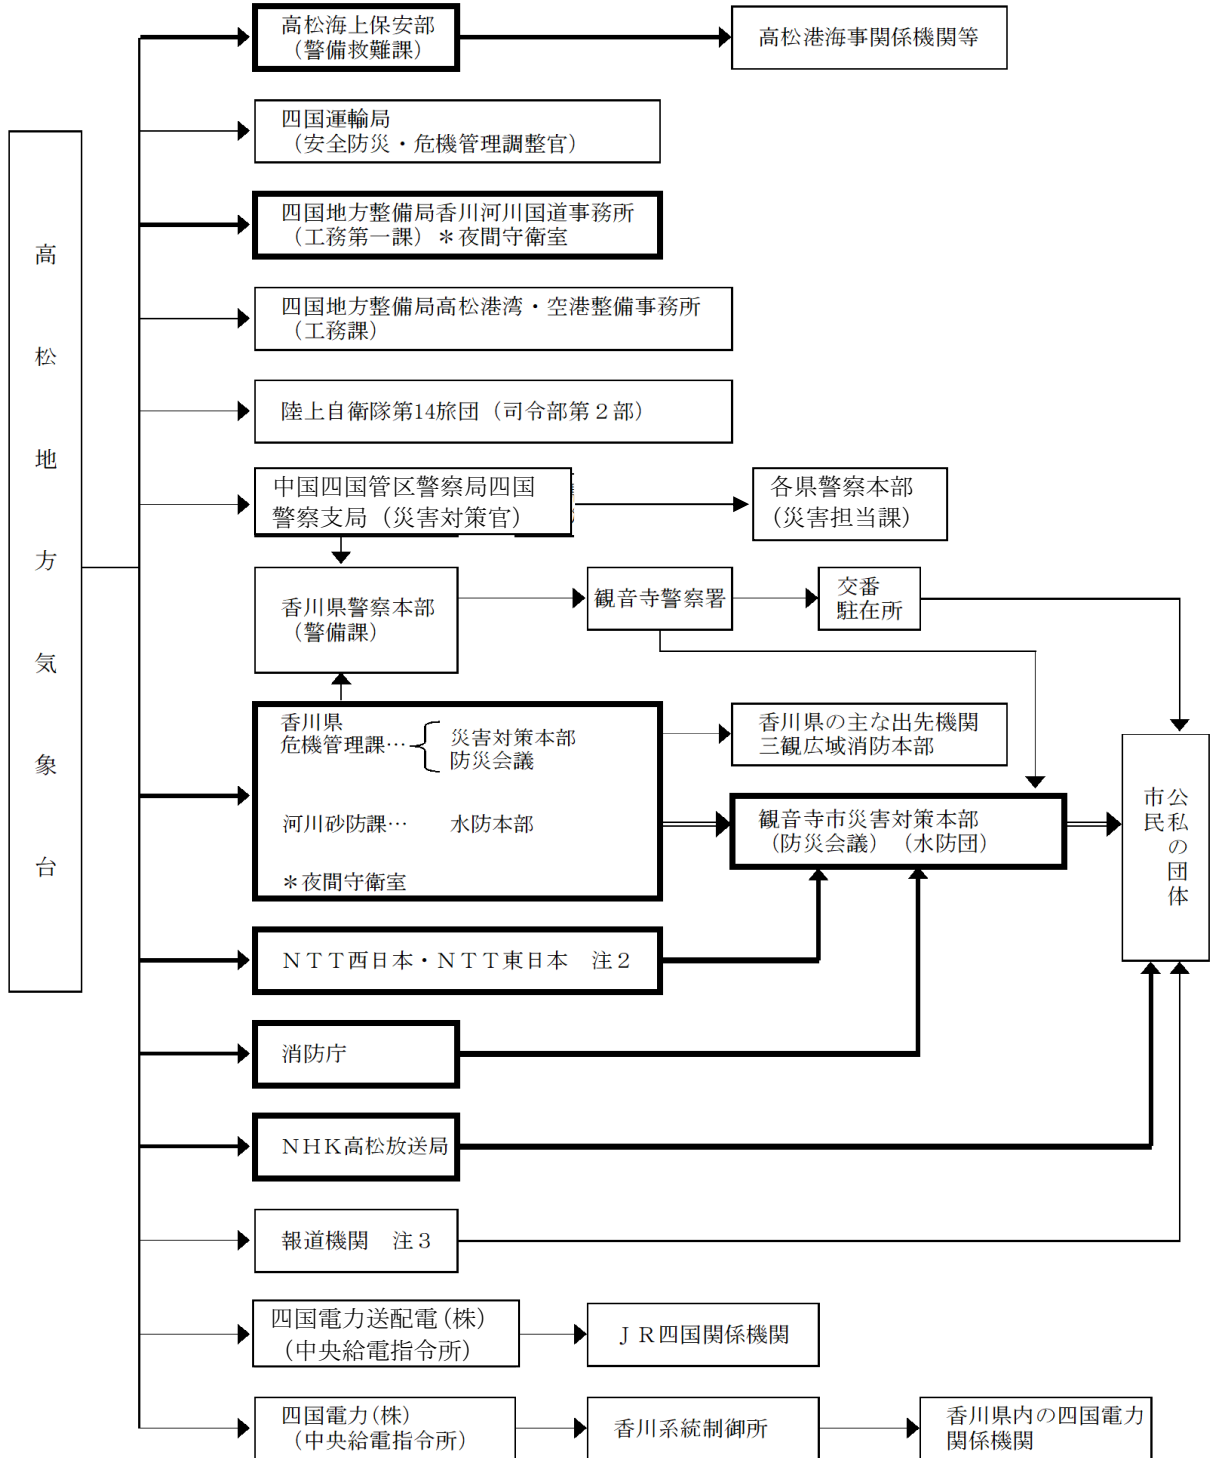 高松地方気象台
高松海上保安部
（警備救難課）
高松港海事関係機関等
四国運輸局
（安全防災・危機管理調整官）
四国地方整備局香川河川国道事務所
（工務第一課）＊夜間守衛室
四国地方整備局高松港湾・空港整備事務所
（工務課）
陸上自衛隊第14旅団（司令部第２部）
中国四国管区警察局四国
警察支局（災害対策官）
各県警察本部
（災害担当課）
香川県警察本部
（警備課）
観音寺警察署
交番
駐在所
香川県
危機管理課…
災害対策本部
防災会議
河川砂防課…　水防本部
＊夜間守衛室
香川県の主な出先機関
三観広域消防本部
観音寺市災害対策本部
（防災会議）（水防団）
公私の団体
市民
ＮＴＴ西日本・ＮＴＴ東日本　注２
消防庁
ＮＨＫ高松放送局
報道機関　注３
四国電力送配電(株)
（中央給電指令所）
ＪＲ四国関係機関
四国電力(株)
（中央給電指令所）
香川系統制御所
香川県内の四国電力
関係機関